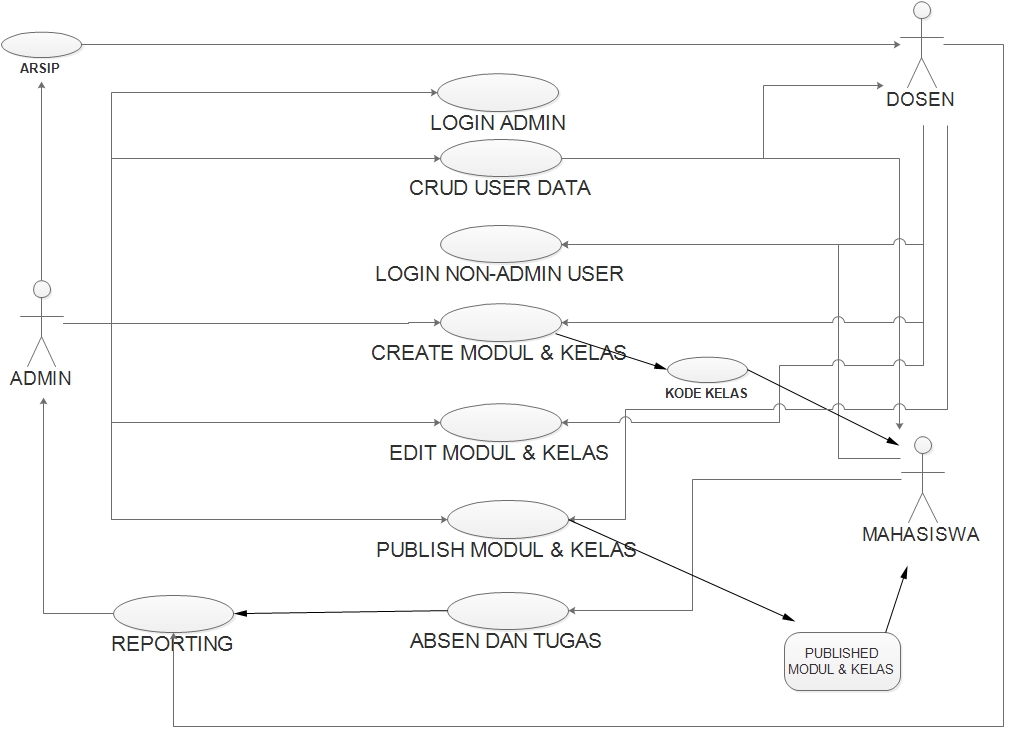 ARSIP
DOSEN
LOGIN ADMIN
CRUD USER DATA
LOGIN NON-ADMIN USER
CREATE MODUL & KELAS
ADMIN
KODE KELAS
EDIT MODUL & KELAS
MAHASISWA
PUBLISH MODUL & KELAS
REPORTING
ABSEN DAN TUGAS
PUBLISHED
MODUL & KELAS